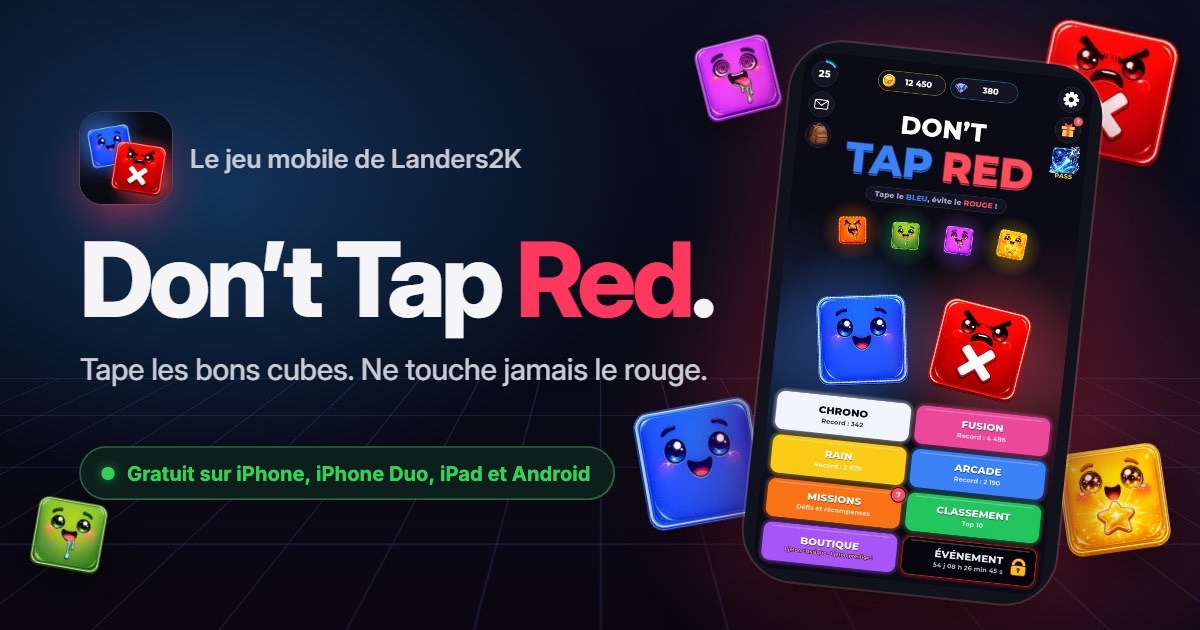 Le jeu mobile de Landers2K
Don't Tap Red.
Tape les bons cubes. Ne touche jamais le rouge.
Gratuit sur iPhone, iPhone Duo, iPad et Android
25
12 450
380
DON'T
TAP RED
PASS
Tape le BLEU, évite le ROUGE !
CHRONO
Record : 342
FUSION
Record : 4 486
RAIN
Record : 2 870
ARCADE
Record : 2 190
MISSIONS
Défis et récompenses
7
CLASSEMENT
Top 10
BOUTIQUE
ÉVÉNEMENT
54 j 08 h 26 min 45 s